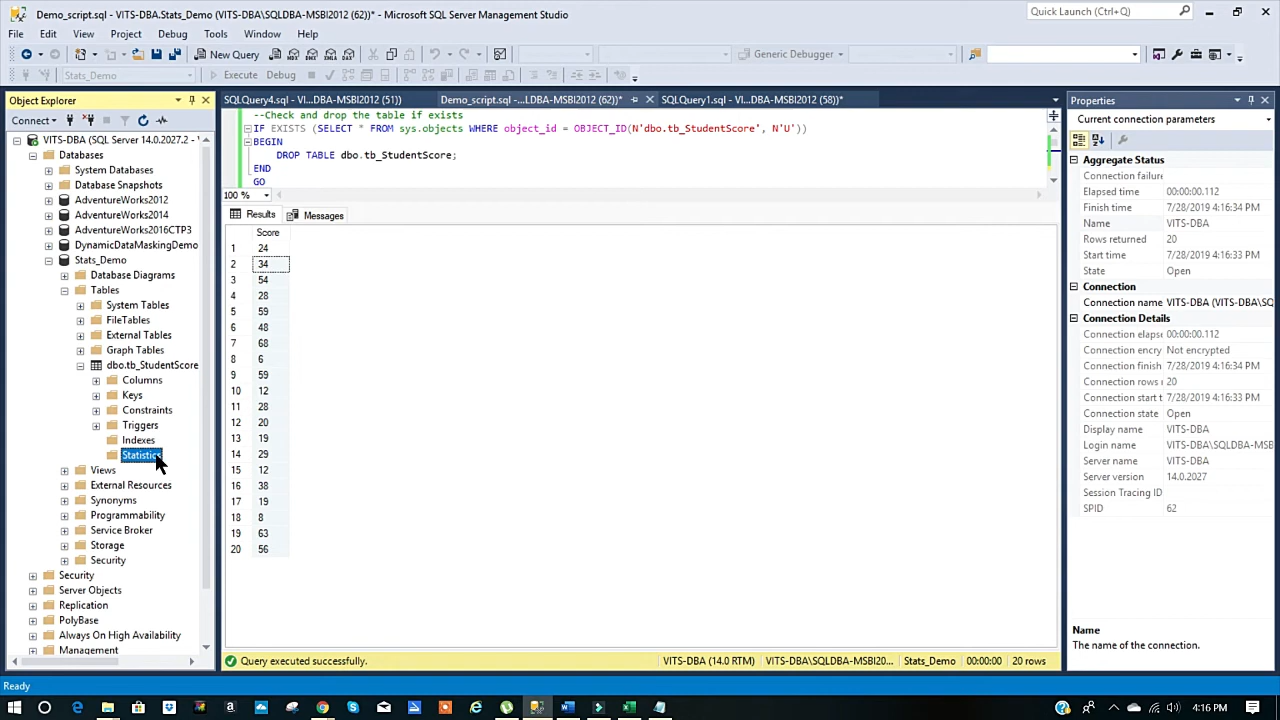 Demo_script.sql - VITS-DBA.Stats_Demo (VITS-DBA\SQLDBA-MSBI2012 (62))* - Microsoft SQL Server Management Studio
Quick Launch (Ctrl+Q)
File Edit View Project Debug Tools Window Help
New Query
Generic Debugger
Stats_Demo
Execute Debug
Object Explorer
Connect
VITS-DBA (SQL Server 14.0.2027.2 - 
Databases
System Databases
Database Snapshots
AdventureWorks2012
AdventureWorks2014
AdventureWorks2016CTP3
DynamicDataMaskingDemo
Stats_Demo
Database Diagrams
Tables
System Tables
FileTables
External Tables
Graph Tables
dbo.tb_StudentScore
Columns
Keys
Constraints
Triggers
Indexes
Statistics
Views
External Resources
Synonyms
Programmability
Service Broker
Storage
Security
Security
Server Objects
Replication
PolyBase
Always On High Availability
Management
SQLQuery4.sql - VI...DBA-MSBI2012 (51))
Demo_script.sql -...LDBA-MSBI2012 (62))*
SQLQuery1.sql - VI...DBA-MSBI2012 (58))*
--Check and drop the table if exists
IF EXISTS (SELECT * FROM sys.objects WHERE object_id = OBJECT_ID(N'dbo.tb_StudentScore', N'U'))
BEGIN
DROP TABLE dbo.tb_StudentScore;
END
GO
100 %
Results Messages
Score
1 24
2 34
3 54
4 28
5 59
6 48
7 68
8 6
9 59
10 12
11 28
12 20
13 19
14 29
15 12
16 38
17 19
18 8
19 63
20 56
Query executed successfully.
VITS-DBA (14.0 RTM) VITS-DBA\SQLDBA-MSBI20... Stats_Demo 00:00:00 20 rows
Properties
Current connection parameters
Aggregate Status
Connection failure
Elapsed time 00:00:00.112
Finish time 7/28/2019 4:16:34 PM
Name VITS-DBA
Rows returned 20
Start time 7/28/2019 4:16:33 PM
State Open
Connection
Connection name VITS-DBA (VITS-DBA\S
Connection Details
Connection elapse 00:00:00.112
Connection encry Not encrypted
Connection finish 7/28/2019 4:16:34 PM
Connection rows r 20
Connection start t 7/28/2019 4:16:33 PM
Connection state Open
Display name VITS-DBA
Login name VITS-DBA\SQLDBA-MSB
Server name VITS-DBA
Server version 14.0.2027
Session Tracing ID
SPID 62
Name
The name of the connection.
Ready
4:16 PM